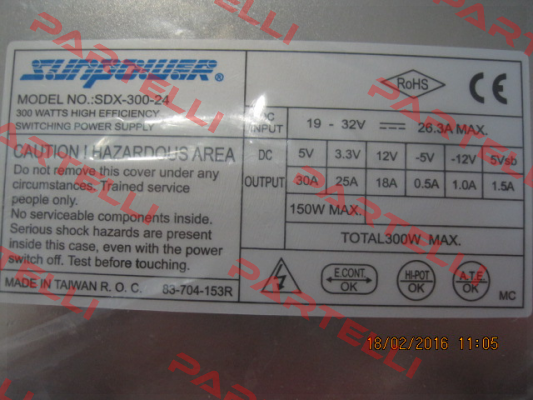 SUNPOWER®
MODEL NO.:SDX-300-24
300 WATTS HIGH EFFICIENCY
SWITCHING POWER SUPPLY
CAUTION ! HAZARDOUS AREA
Do not remove this cover under any
circumstances. Trained service
people only.
No serviceable components inside.
Serious shock hazards are present
inside this case, even with the power
switch off. Test before touching.
MADE IN TAIWAN R. O. C. 83-704-153R
RoHS CE
INPUT 19 - 32V 26.3A MAX.
DC 5V 3.3V 12V -5V -12V 5Vsb
OUTPUT 30A 25A 18A 0.5A 1.0A 1.5A
150W MAX.
TOTAL300W MAX.
E.CONT. OK
HI-POT OK
A.T.E OK
MC
18/02/2016 11:05
PARTELLI
PARTELLI
PARTELLI
PARTELLI
PARTELLI
PARTELLI